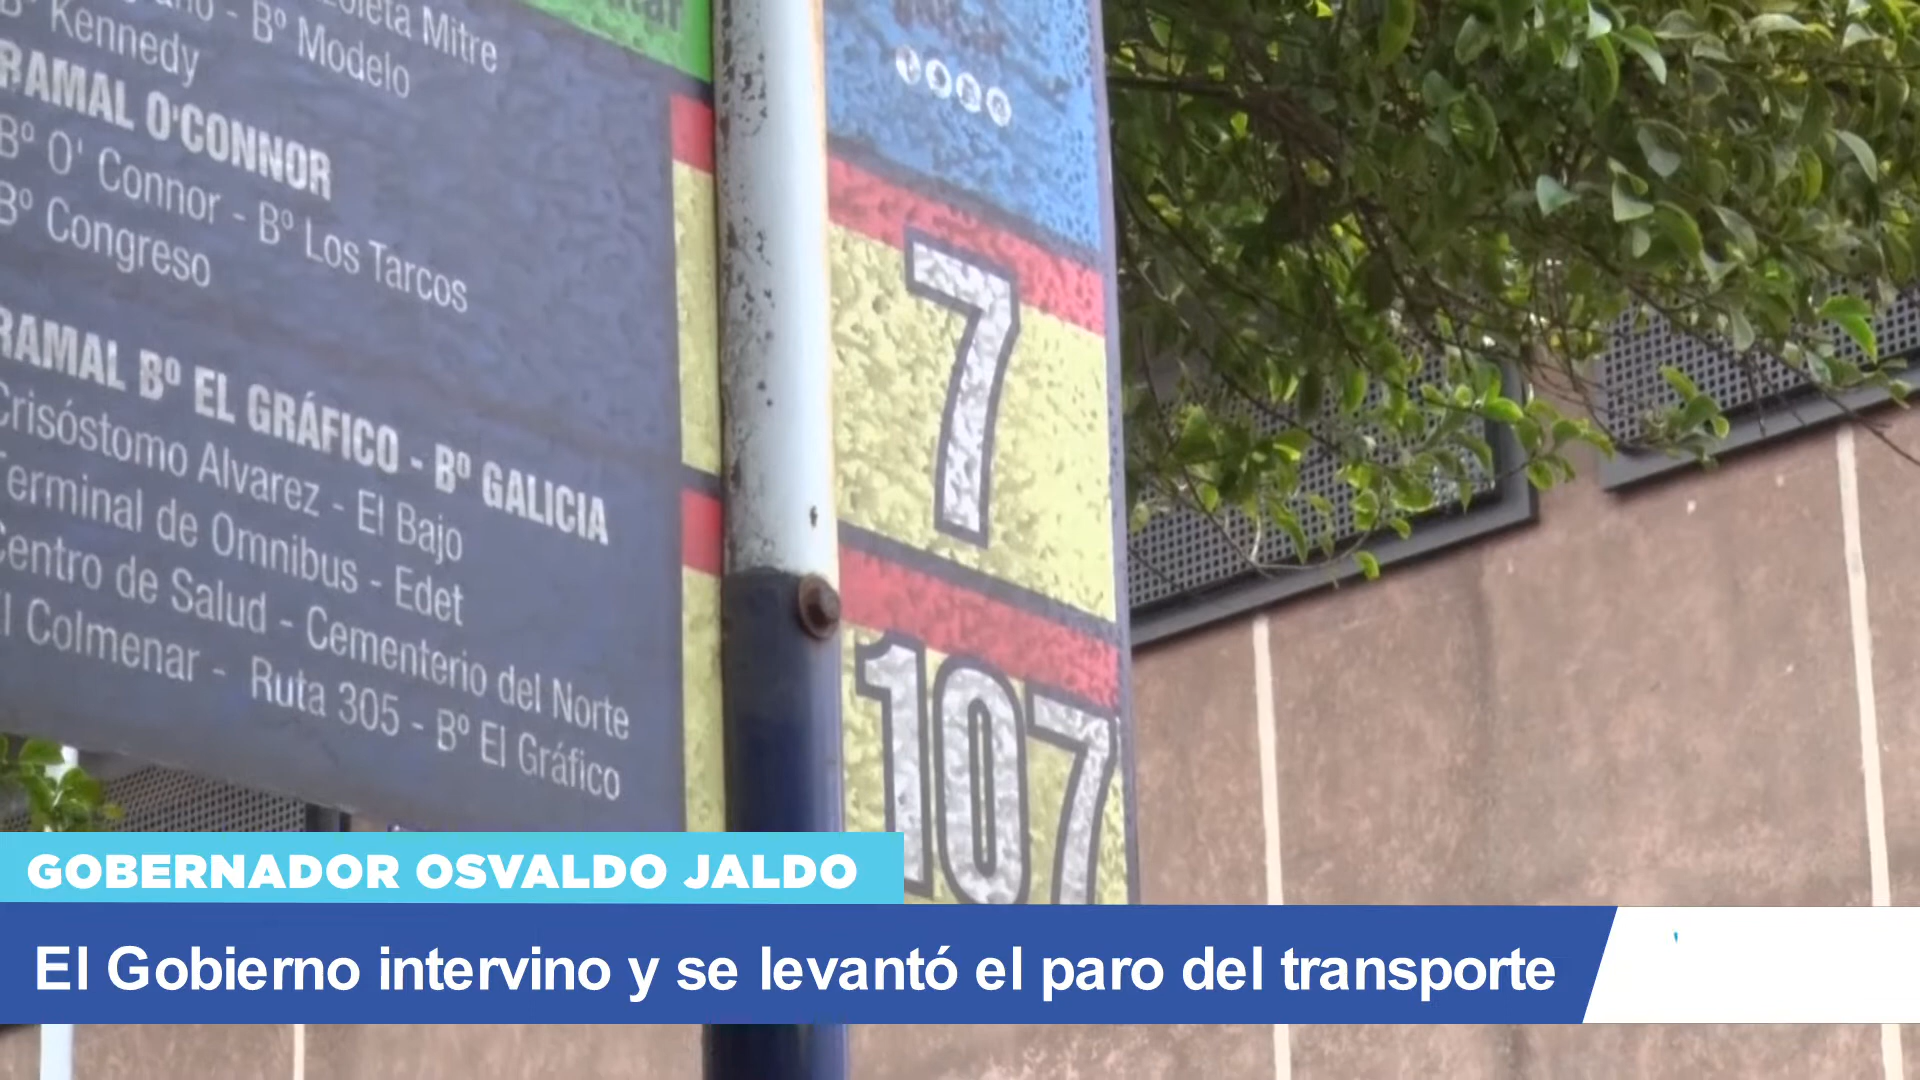 Mitre
Bº Kennedy - Bº Modelo
RAMAL O'CONNOR
Bº O' Connor - Bº Los Tarcos
Bº Congreso
RAMAL Bº EL GRÁFICO - Bº GALICIA
Crisóstomo Alvarez - El Bajo
Terminal de Omnibus - Edet
Centro de Salud - Cementerio del Norte
El Colmenar - Ruta 305 - Bº El Gráfico
7
107
GOBERNADOR OSVALDO JALDO
El Gobierno intervino y se levantó el paro del transporte